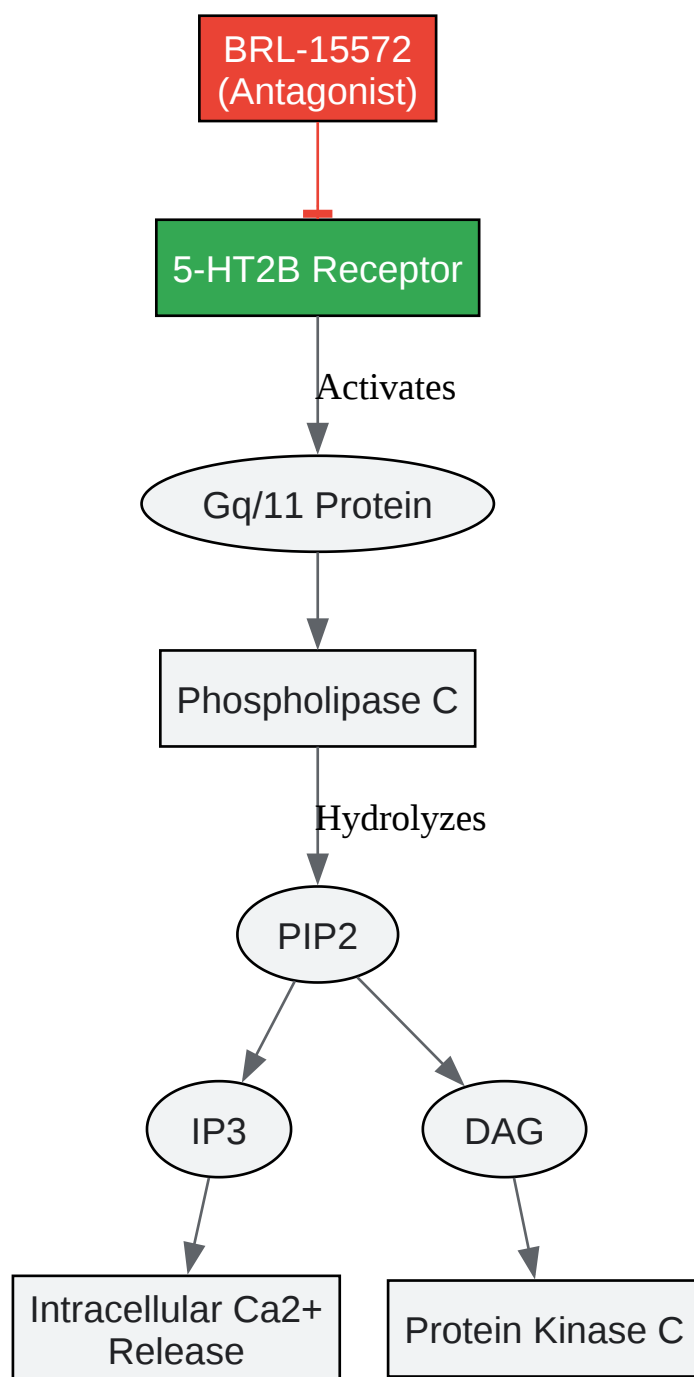 BRL-15572
(Antagonist)
5-HT2B Receptor
Activates
Gq/11 Protein
Phospholipase C
Hydrolyzes
PIP2
IP3
DAG
Intracellular Ca2+
Release
Protein Kinase C